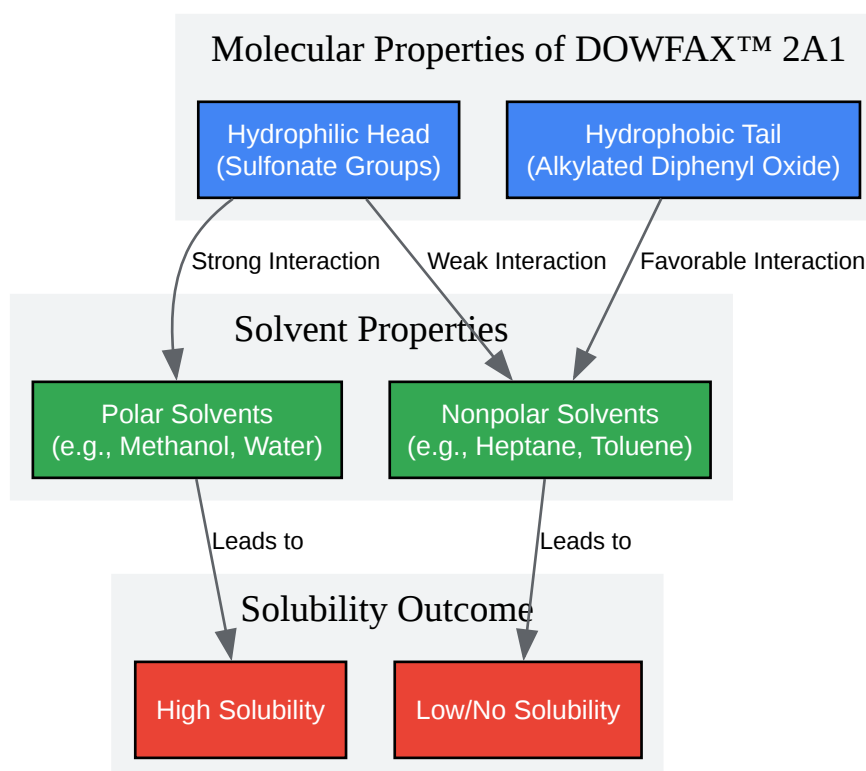 Molecular Properties of DOWFAX™ 2A1
Hydrophilic Head
(Sulfonate Groups)
Hydrophobic Tail
(Alkylated Diphenyl Oxide)
Strong Interaction
Weak Interaction
Favorable Interaction
Solvent Properties
Polar Solvents
(e.g., Methanol, Water)
Nonpolar Solvents
(e.g., Heptane, Toluene)
Leads to
Leads to
Solubility Outcome
High Solubility
Low/No Solubility